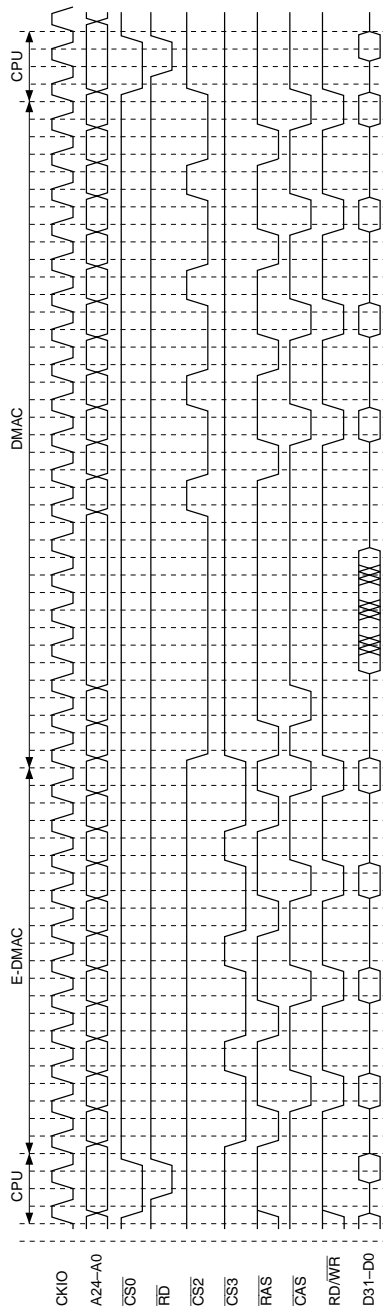 CPU
E-DMAC
DMAC
CPU
CKIO
A24–A0
CS0
RD
CS2
CS3
RAS
CAS
RD/WR
D31–D0